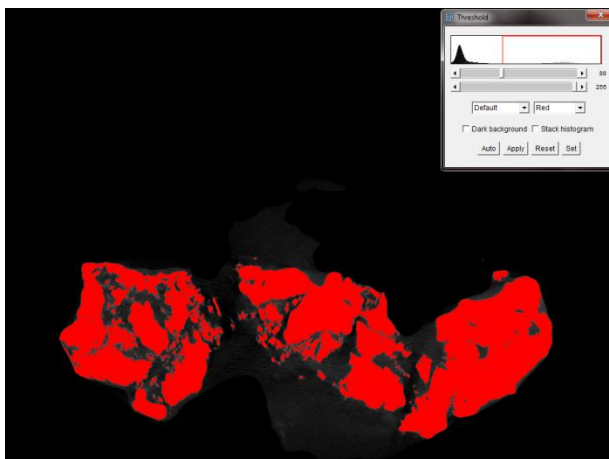 Threshold
88
255
Default Red
Dark background Stack histogram
Auto Apply Reset Set